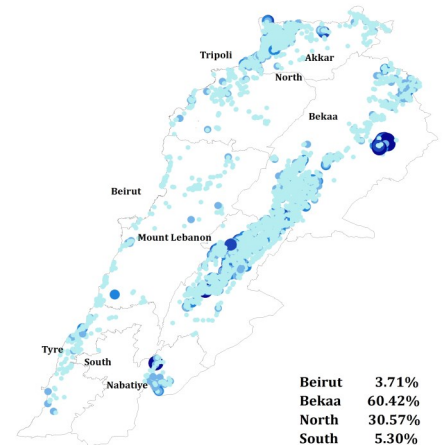 Akkar
Tripoli
North
Bekaa
Beirut
Mount Lebanon
Tyre
South
Nabatiye
Beirut 3.71%
Bekaa 60.42%
North 30.57%
South 5.30%